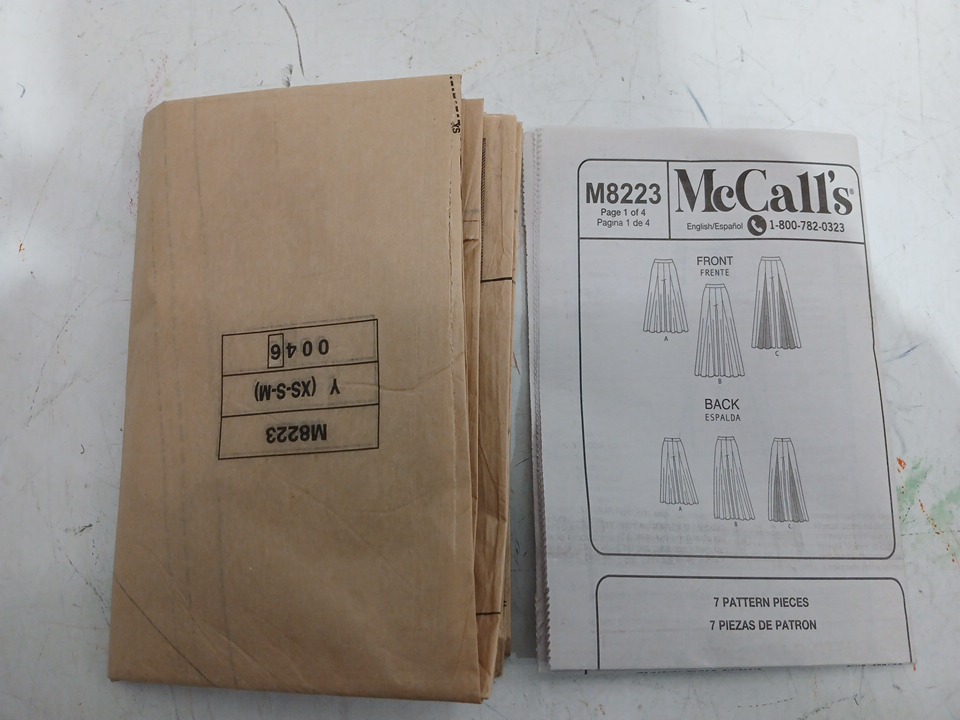 XS
M8223
Y (XS-S-M)
0046
M8223
Page 1 of 4
Pagina 1 de 4
McCall's®
English/Español 1-800-782-0323
FRONT
FRENTE
A
B
C
BACK
ESPALDA
A
B
C
7 PATTERN PIECES
7 PIEZAS DE PATRON